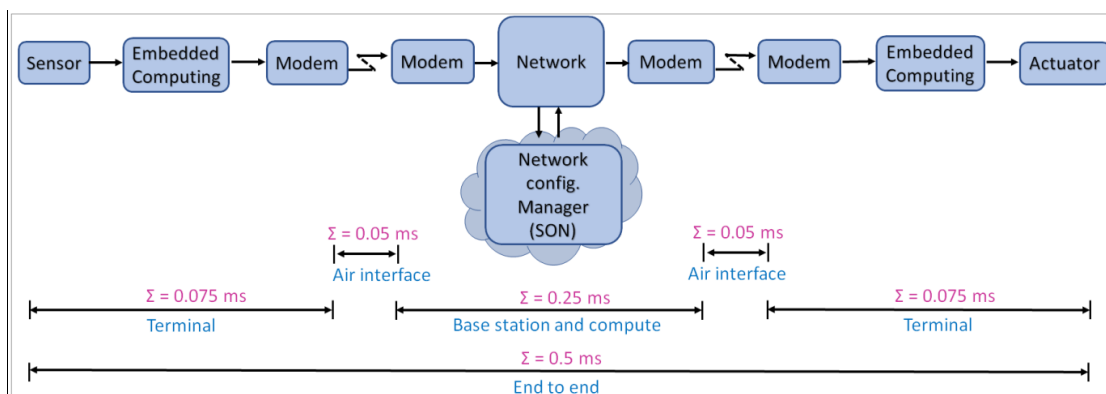 Sensor
Embedded
Computing
Modem
Modem
Network
Modem
Modem
Embedded
Computing
Actuator
Network
config.
Manager
(SON)
Σ = 0.05 ms
Air interface
Σ = 0.05 ms
Air interface
Σ = 0.075 ms
Terminal
Σ = 0.25 ms
Base station and compute
Σ = 0.075 ms
Terminal
Σ = 0.5 ms
End to end